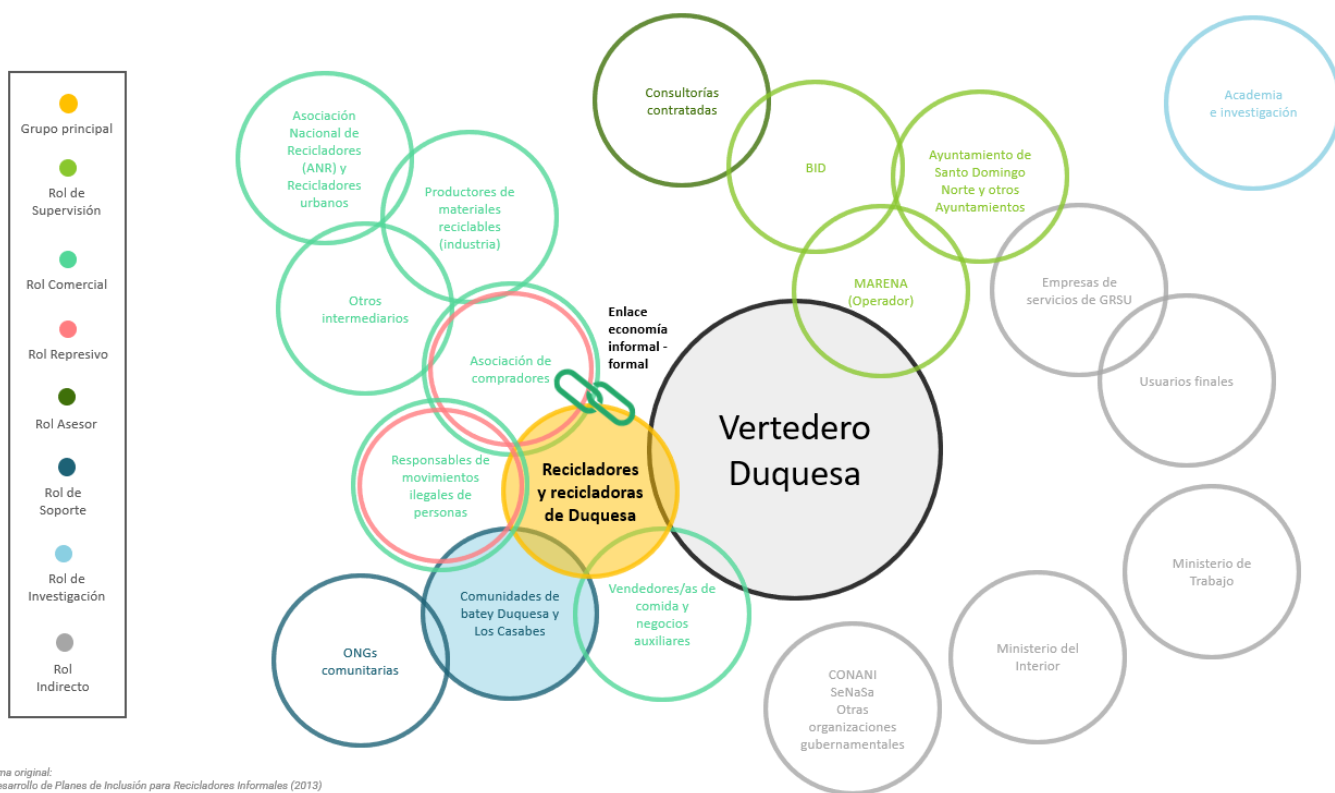 Grupo principal
Rol de
Supervisión
Rol Comercial
Rol Represivo
Rol Asesor
Rol de
Soporte
Rol de
Investigación
Rol
Indirecto
Asociación
Nacional de
Recicladores
(ANR) y
Recicladores
urbanos
Productores de
materiales
reciclables
(industria)
Otros
intermediarios
Asociación de
compradores
Enlace
economía
informal -
formal
Responsables de
movimientos
ilegales de
personas
Recicladores
y recicladoras
de Duquesa
Comunidades de
batey Duquesa y
Los Casabes
ONGs
comunitarias
Vendedores/as de
comida y
negocios
auxiliares
Vertedero
Duquesa
Consultorías
contratadas
BID
Ayuntamiento de
Santo Domingo
Norte y otros
Ayuntamientos
MARENA
(Operador)
Academia
e investigación
Empresas de
servicios de GRSU
Usuarios finales
Ministerio de
Trabajo
Ministerio del
Interior
CONANI
SeNaSa
Otras
organizaciones
gubernamentales
original:
de Planes de Inclusión para Recicladores Informales (2013)